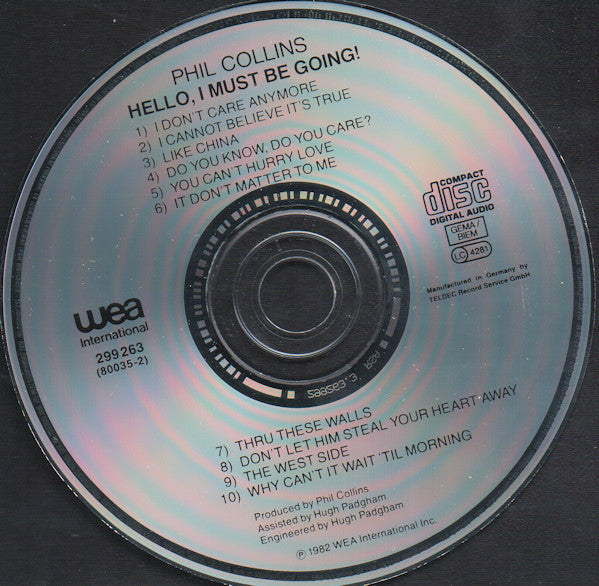 PHIL COLLINS
HELLO, I MUST BE GOING!
1) I DON'T CARE ANYMORE
2) I CANNOT BELIEVE IT'S TRUE
3) LIKE CHINA
4) DO YOU KNOW, DO YOU CARE?
5) YOU CAN'T HURRY LOVE
6) IT DON'T MATTER TO ME
COMPACT
disc
DIGITAL AUDIO
GEMA/
BIEM
LC 4281
Manufactured in Germany by
TELDEC Record Service GmbH
wea
International
299 263
(80035-2)
7) THRU THESE WALLS
8) DON'T LET HIM STEAL YOUR HEART AWAY
9) THE WEST SIDE
10) WHY CAN'T IT WAIT 'TIL MORNING
Produced by Phil Collins
Assisted by Hugh Padgham
Engineered by Hugh Padgham
Ⓟ 1982 WEA International Inc.